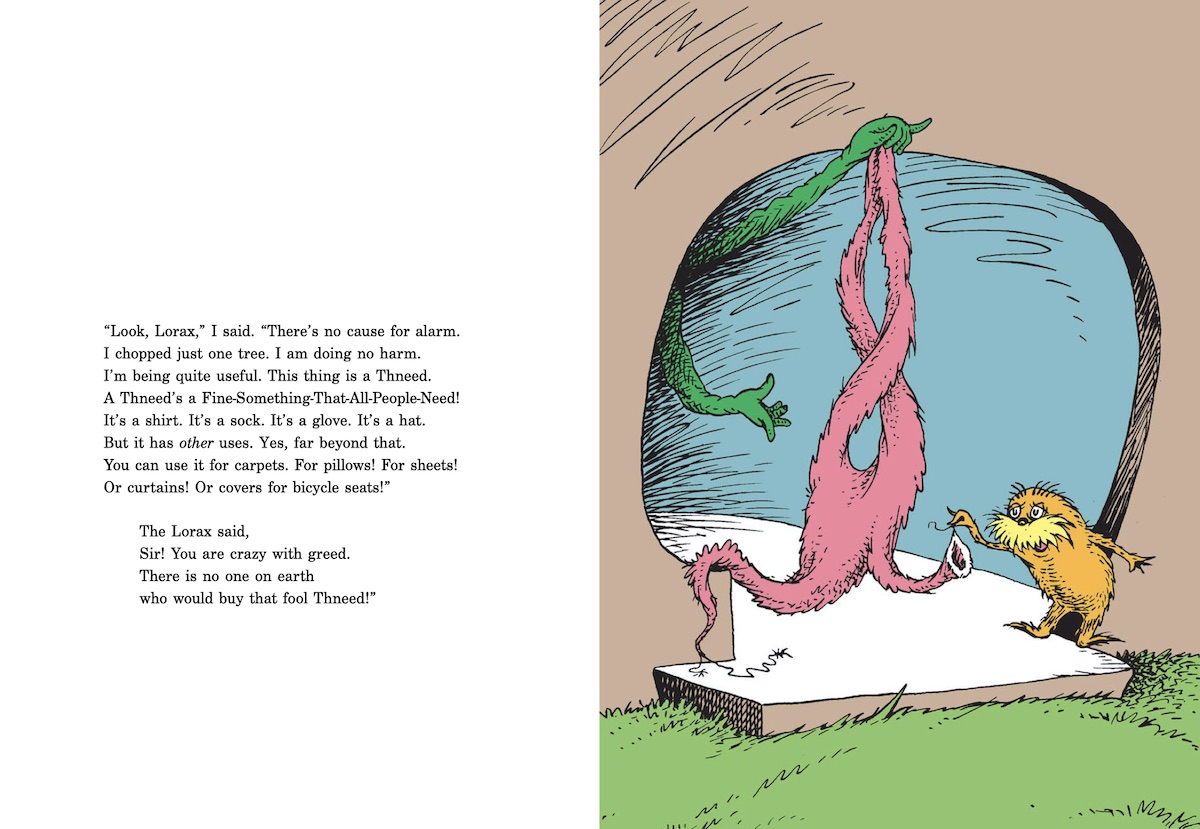 “Look, Lorax,” I said. “There’s no cause for alarm.
I chopped just one tree. I am doing no harm.
I’m being quite useful. This thing is a Thneed.
A Thneed’s a Fine-Something-That-All-People-Need!
It’s a shirt. It’s a sock. It’s a glove. It’s a hat.
But it has other uses. Yes, far beyond that.
You can use it for carpets. For pillows! For sheets!
Or curtains! Or covers for bicycle seats!”
The Lorax said,
Sir! You are crazy with greed.
There is no one on earth
who would buy that fool Thneed!”